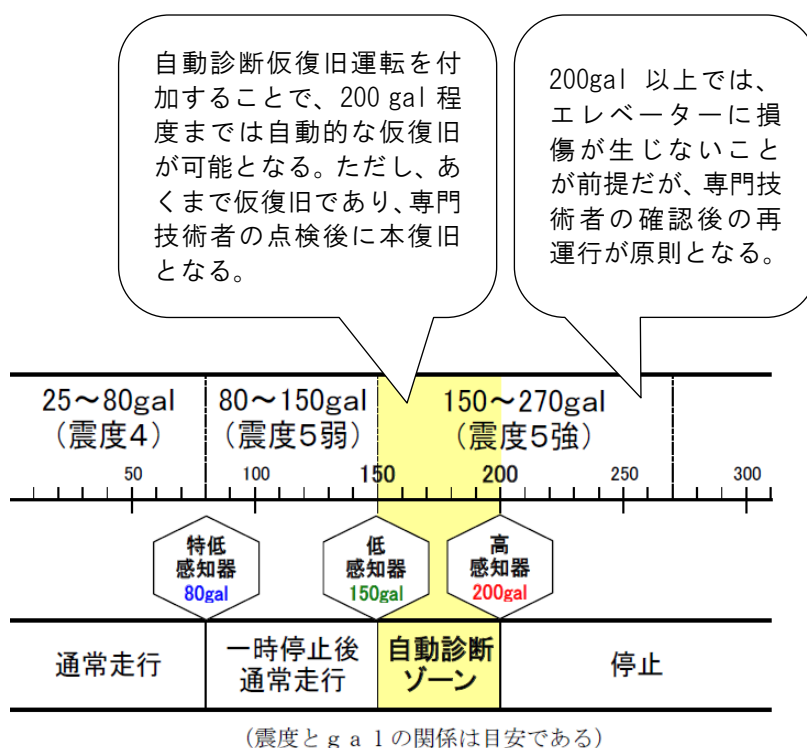 自動診断仮復旧運転を付
加することで、200 gal 程
度までは自動的な仮復旧
が可能となる。ただし、あ
くまで仮復旧であり、専門
技術者の点検後に本復旧
となる。
200gal 以上では、
エレベーターに損
傷が生じないこと
が前提だが、専門技
術者の確認後の再
運行が原則となる。
25～80gal
（震度4）
80～150gal
（震度5弱）
150～270gal
（震度5強）
50 100 150 200 250 300
特低
感知器
80gal
低
感知器
150gal
高
感知器
200gal
通常走行
一時停止後
通常走行
自動診断
ゾーン
停止
（震度とｇａｌの関係は目安である）